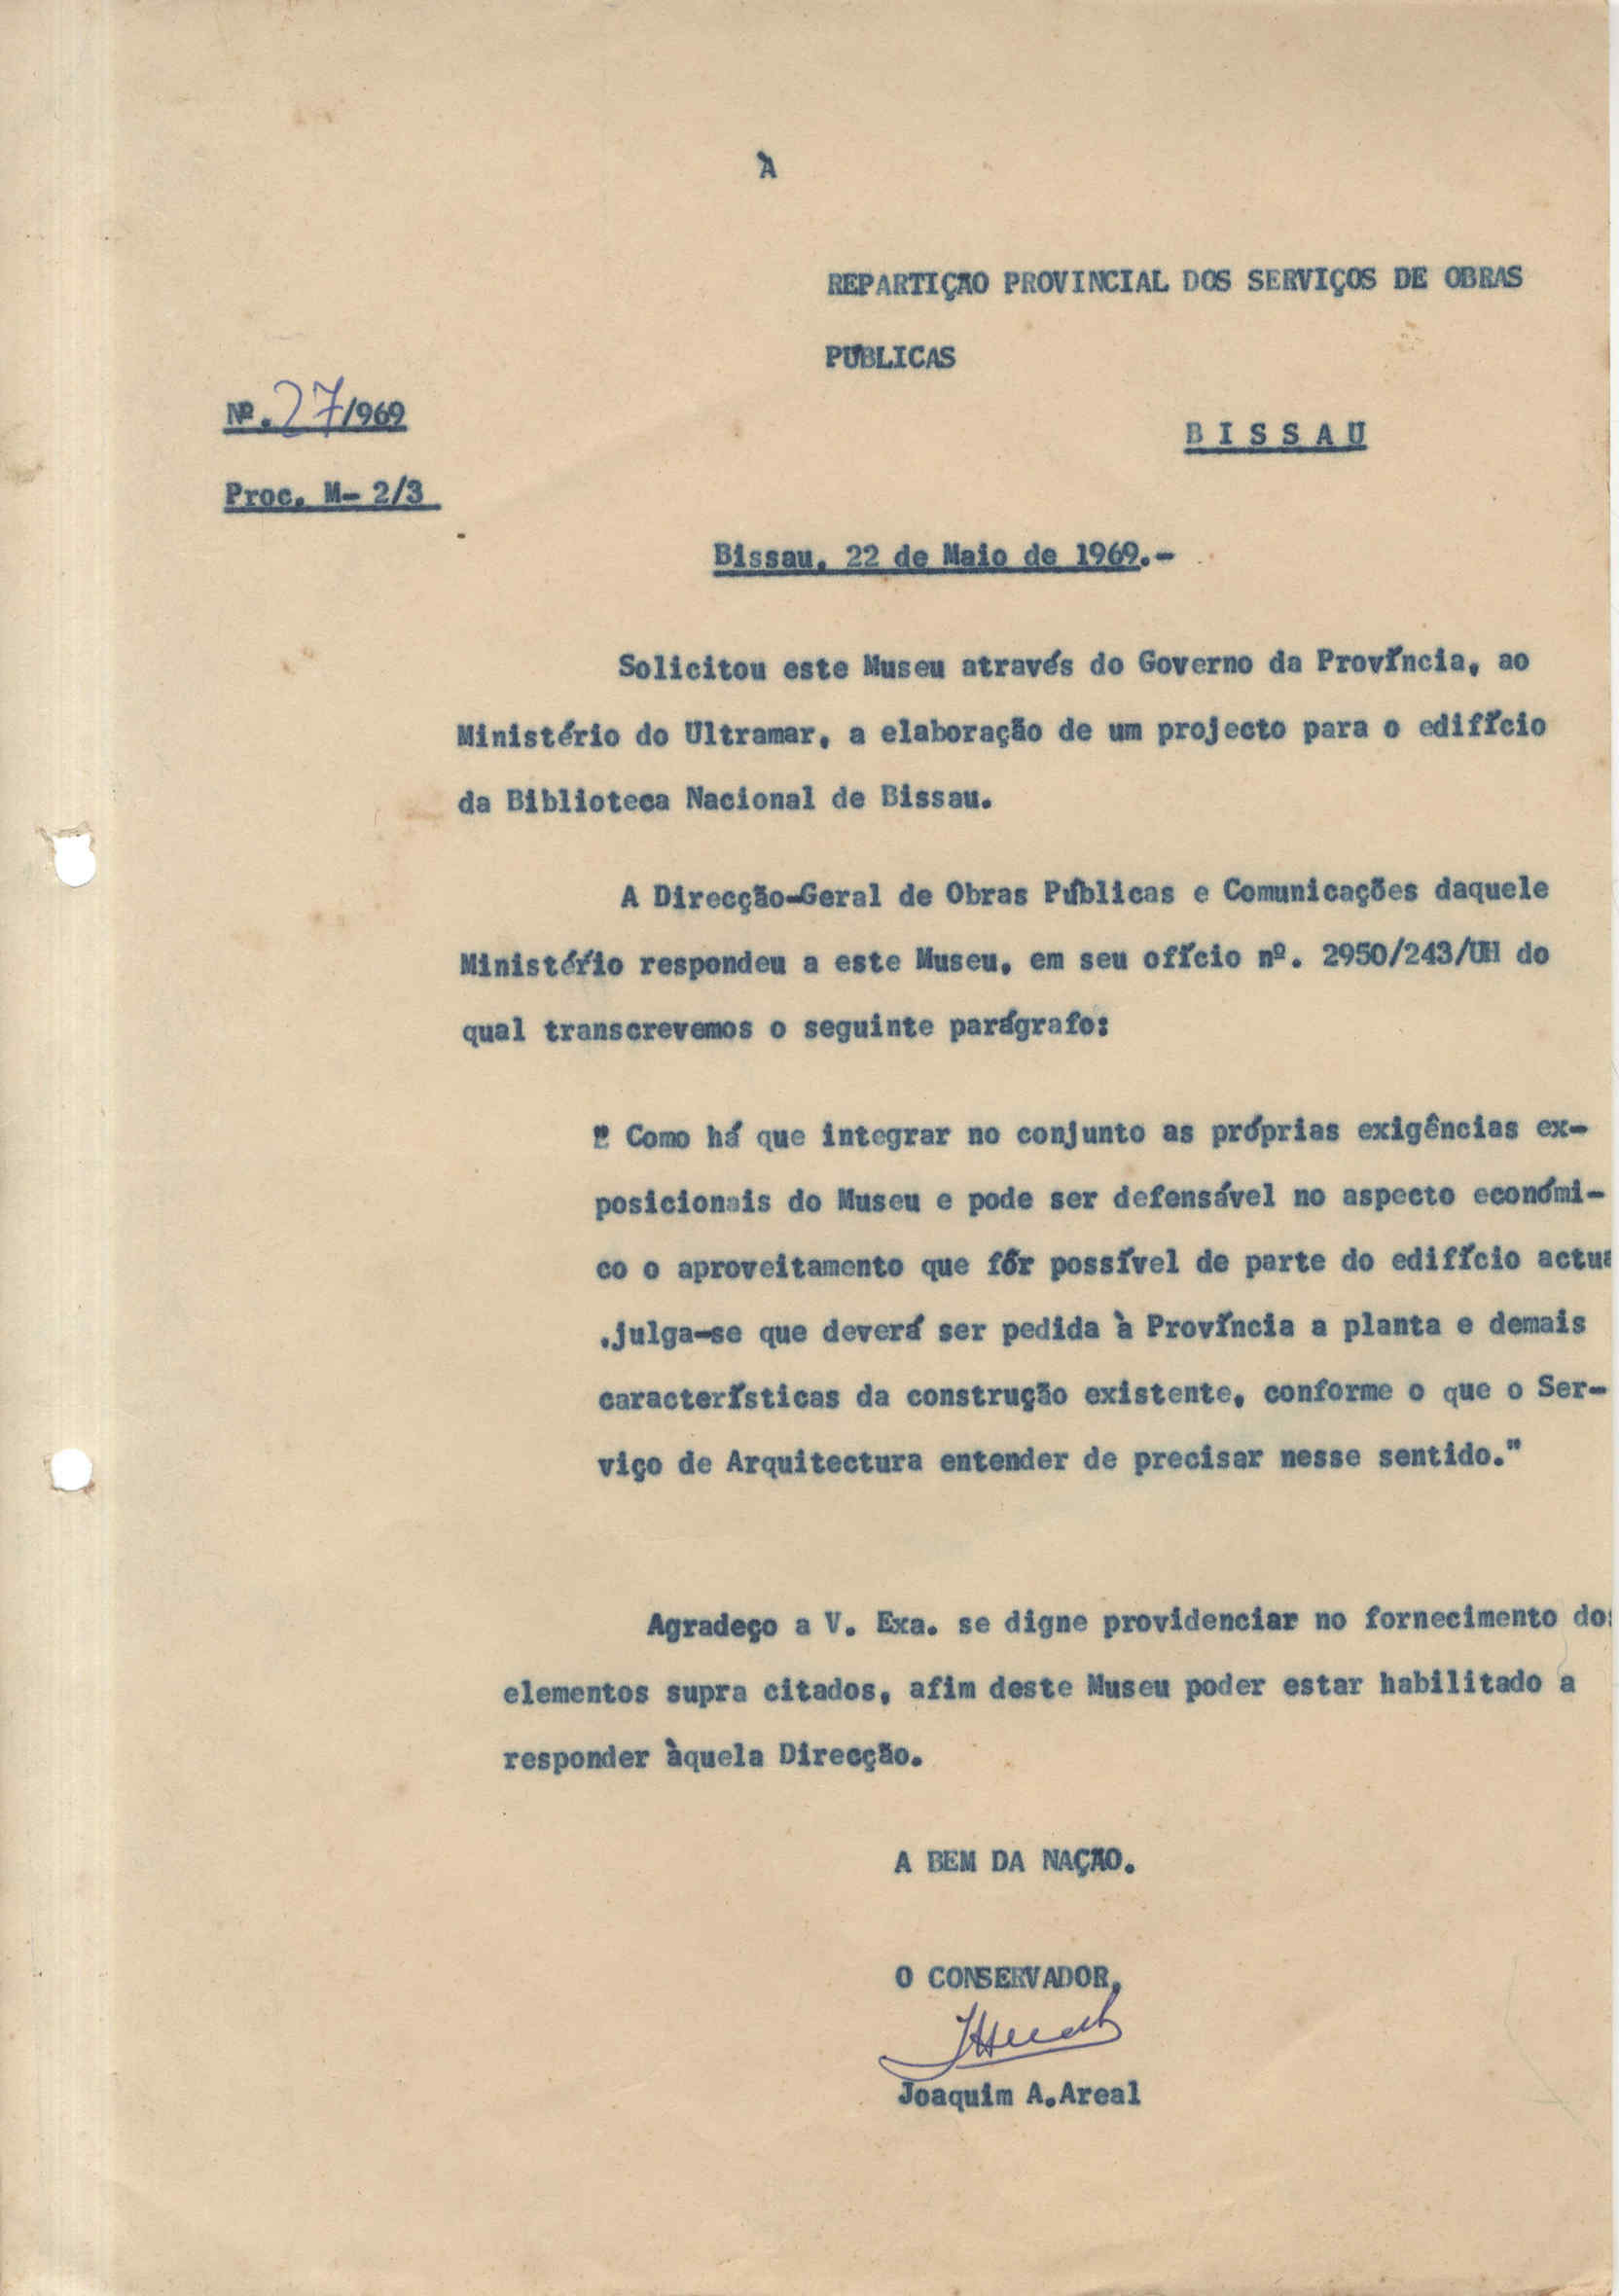 À
REPARTIÇÃO PROVINCIAL DOS SERVIÇOS DE OBRAS
PÚBLICAS
Nº. 27/969
B I S S A U
Proc. M- 2/3
Bissau, 22 de Maio de 1969.-
Solicitou este Museu através do Governo da Província, ao
Ministério do Ultramar, a elaboração de um projecto para o edifício
da Biblioteca Nacional de Bissau.
A Direcção-Geral de Obras Públicas e Comunicações daquele
Ministério respondeu a este Museu, em seu ofício nº. 2950/243/UH do
qual transcrevemos o seguinte parágrafo:
" Como há que integrar no conjunto as próprias exigências ex-
posicionais do Museu e pode ser defensável no aspecto económi-
co o aproveitamento que fôr possível de parte do edifício actua
,julga-se que deverá ser pedida à Província a planta e demais
características da construção existente, conforme o que o Ser-
viço de Arquitectura entender de precisar nesse sentido."
Agradeço a V. Exa. se digne providenciar no fornecimento dos
elementos supra citados, afim deste Museu poder estar habilitado a
responder àquela Direcção.
A BEM DA NAÇÃO.
O CONSERVADOR,
Joaquim A.Areal